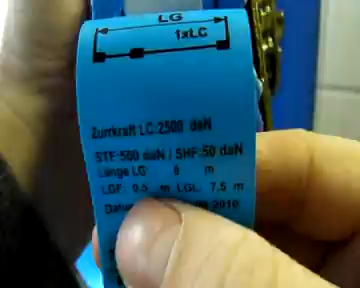 LG
1xLC
Zurrkraft LC:2500 daN
STF:500 daN / SHF:50 daN
Länge LG: 8 m
LGF: 0.5 m LGL: 7.5 m
2010